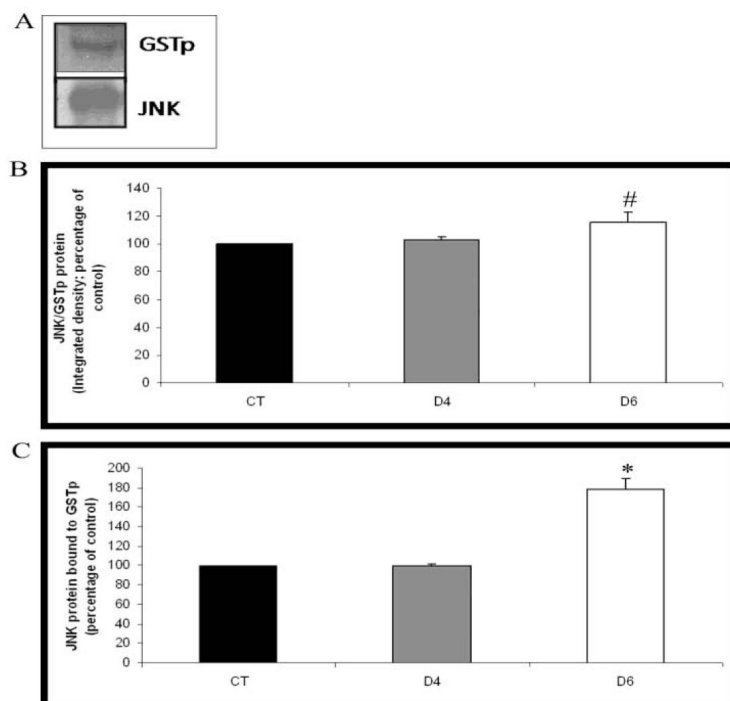 A
GSTp
JNK
B
JNK/GSTp protein
(Integrated density; percentage of
control)
140
120
100
80
60
40
20
0
#
CT
D4
D6
C
JNK protein bound to GSTp
(percentage of control)
200
180
160
140
120
100
80
60
40
20
0
*
CT
D4
D6